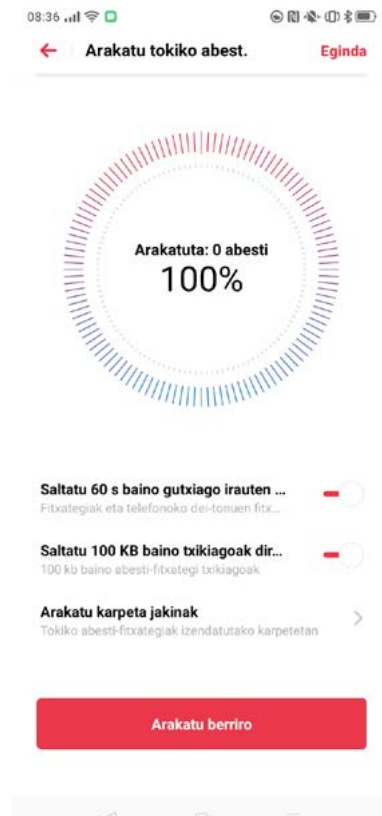 08:36
Arakatu tokiko abest.
Eginda
Arakatuta: 0 abesti
100%
Saltatu 60 s baino gutxiago irauten ...
Fitxategiak eta telefonoko dei-tonuen fitx...
Saltatu 100 KB baino txikiagoak dir...
100 kb baino abesti-fitxategi txikiagoak
Arakatu karpeta jakinak
Tokiko abesti-fitxategiak izendatutako karpetetan
Arakatu berriro